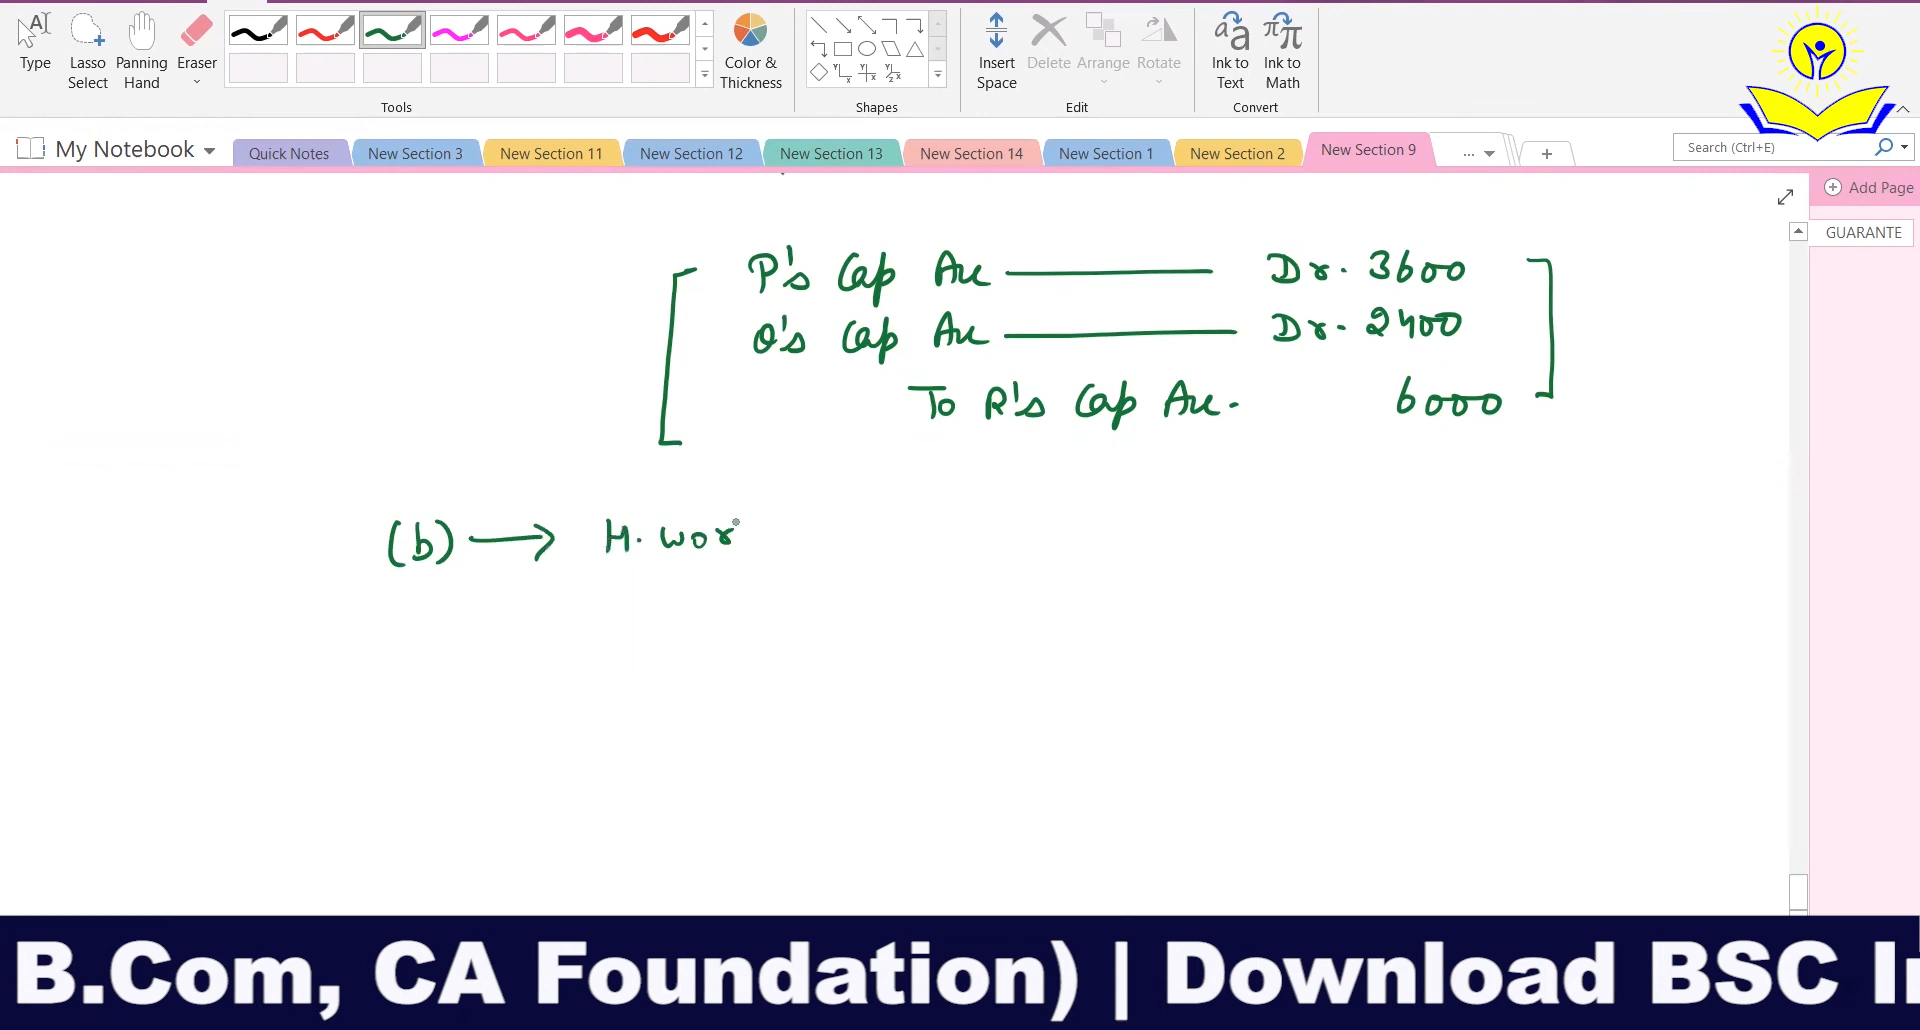 Type
Lasso Select
Panning Hand
Eraser
Color & Thickness
Insert Space
Delete
Arrange
Rotate
Ink to Text
Ink to Math
Tools
Shapes
Edit
Convert
My Notebook
Quick Notes
New Section 3
New Section 11
New Section 12
New Section 13
New Section 14
New Section 1
New Section 2
New Section 9
...
Search (Ctrl+E)
Add Page
GUARANTE
P's Cap A/c Dr. 3600
Q's Cap A/c Dr. 2400
To R's Cap A/c. 6000
(b) → H. wor
B.Com, CA Foundation) | Download BSC I